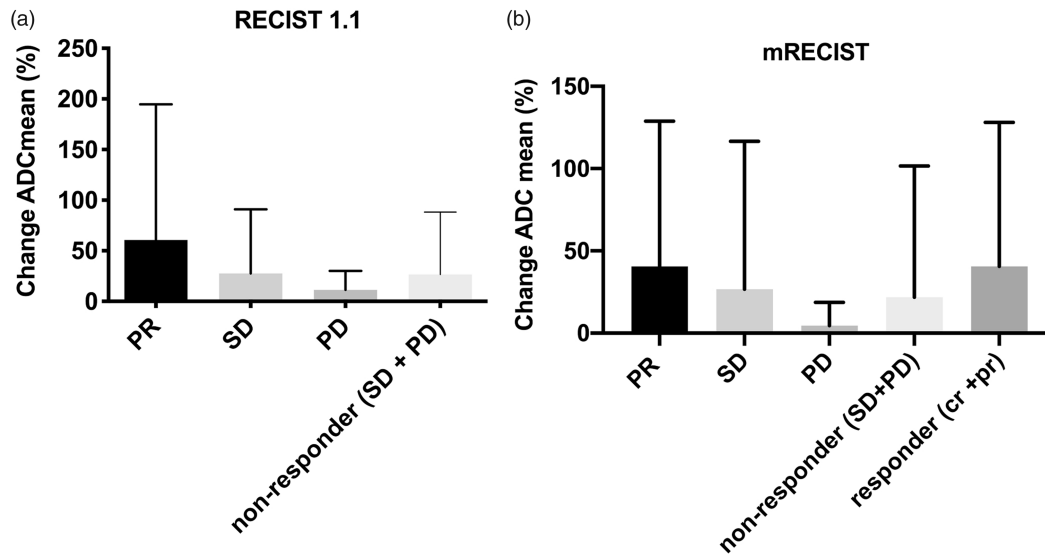 (a)
RECIST 1.1
Change ADCmean (%)
250
200
150
100
50
0
PR
SD
PD
non-responder (SD + PD)
(b)
mRECIST
Change ADC mean (%)
150
100
50
0
PR
SD
PD
non-responder (SD+PD)
responder (cr +pr)